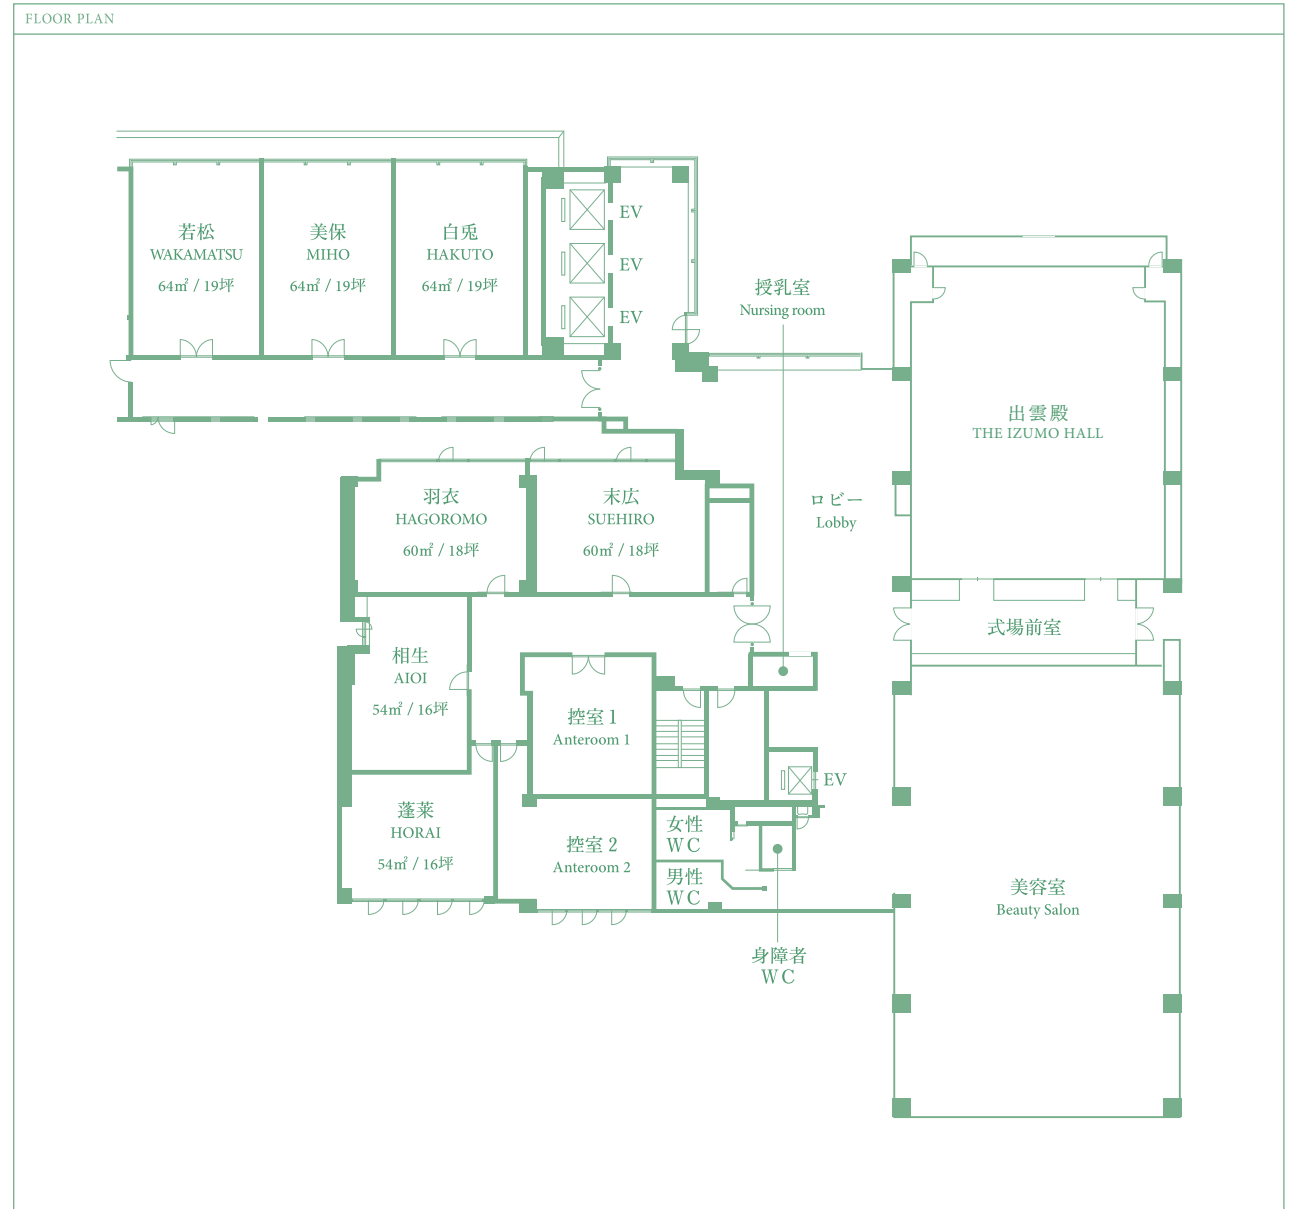 FLOOR PLAN
若松
WAKAMATSU
64㎡ / 19坪
美保
MIHO
64㎡ / 19坪
白兎
HAKUTO
64㎡ / 19坪
EV
EV
EV
授乳室
Nursing room
出雲殿
THE IZUMO HALL
羽衣
HAGOROMO
60㎡ / 18坪
末広
SUEHIRO
60㎡ / 18坪
ロビー
Lobby
式場前室
相生
AIOI
54㎡ / 16坪
控室 1
Anteroom 1
EV
蓬莱
HORAI
54㎡ / 16坪
控室 2
Anteroom 2
女性
WC
男性
WC
美容室
Beauty Salon
身障者
WC